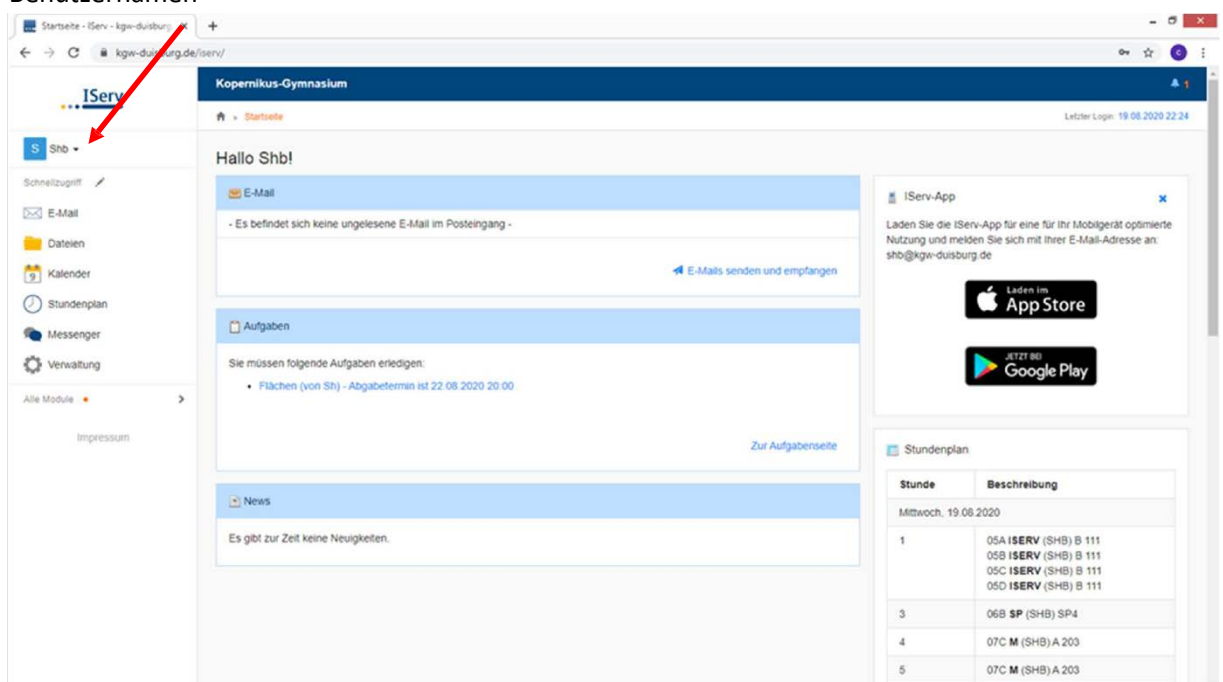 Benutzernamen
Startseite - IServ - kgw-duisburg
kgw-duisburg.de/iserv/
IServ
Kopernikus-Gymnasium
1
» Startseite
Letzter Login: 19.08.2020 22:24
S Shb
Hallo Shb!
Schnellzugriff
E-Mail
Dateien
Kalender
Stundenplan
Messenger
Verwaltung
Alle Module
Impressum
E-Mail
- Es befindet sich keine ungelesene E-Mail im Posteingang -
E-Mails senden und empfangen
Aufgaben
Sie müssen folgende Aufgaben erledigen:
• Flächen (von Sh) - Abgabetermin ist 22.08.2020 20:00
Zur Aufgabenseite
News
Es gibt zur Zeit keine Neuigkeiten.
IServ-App
Laden Sie die IServ-App für eine für Ihr Mobilgerät optimierte
Nutzung und melden Sie sich mit Ihrer E-Mail-Adresse an:
shb@kgw-duisburg.de
Laden im
App Store
JETZT BEI
Google Play
Stundenplan
Stunde Beschreibung
Mittwoch, 19.08.2020
1 05A ISERV (SHB) B 111
05B ISERV (SHB) B 111
05C ISERV (SHB) B 111
05D ISERV (SHB) B 111
3 06B SP (SHB) SP4
4 07C M (SHB) A 203
5 07C M (SHB) A 203